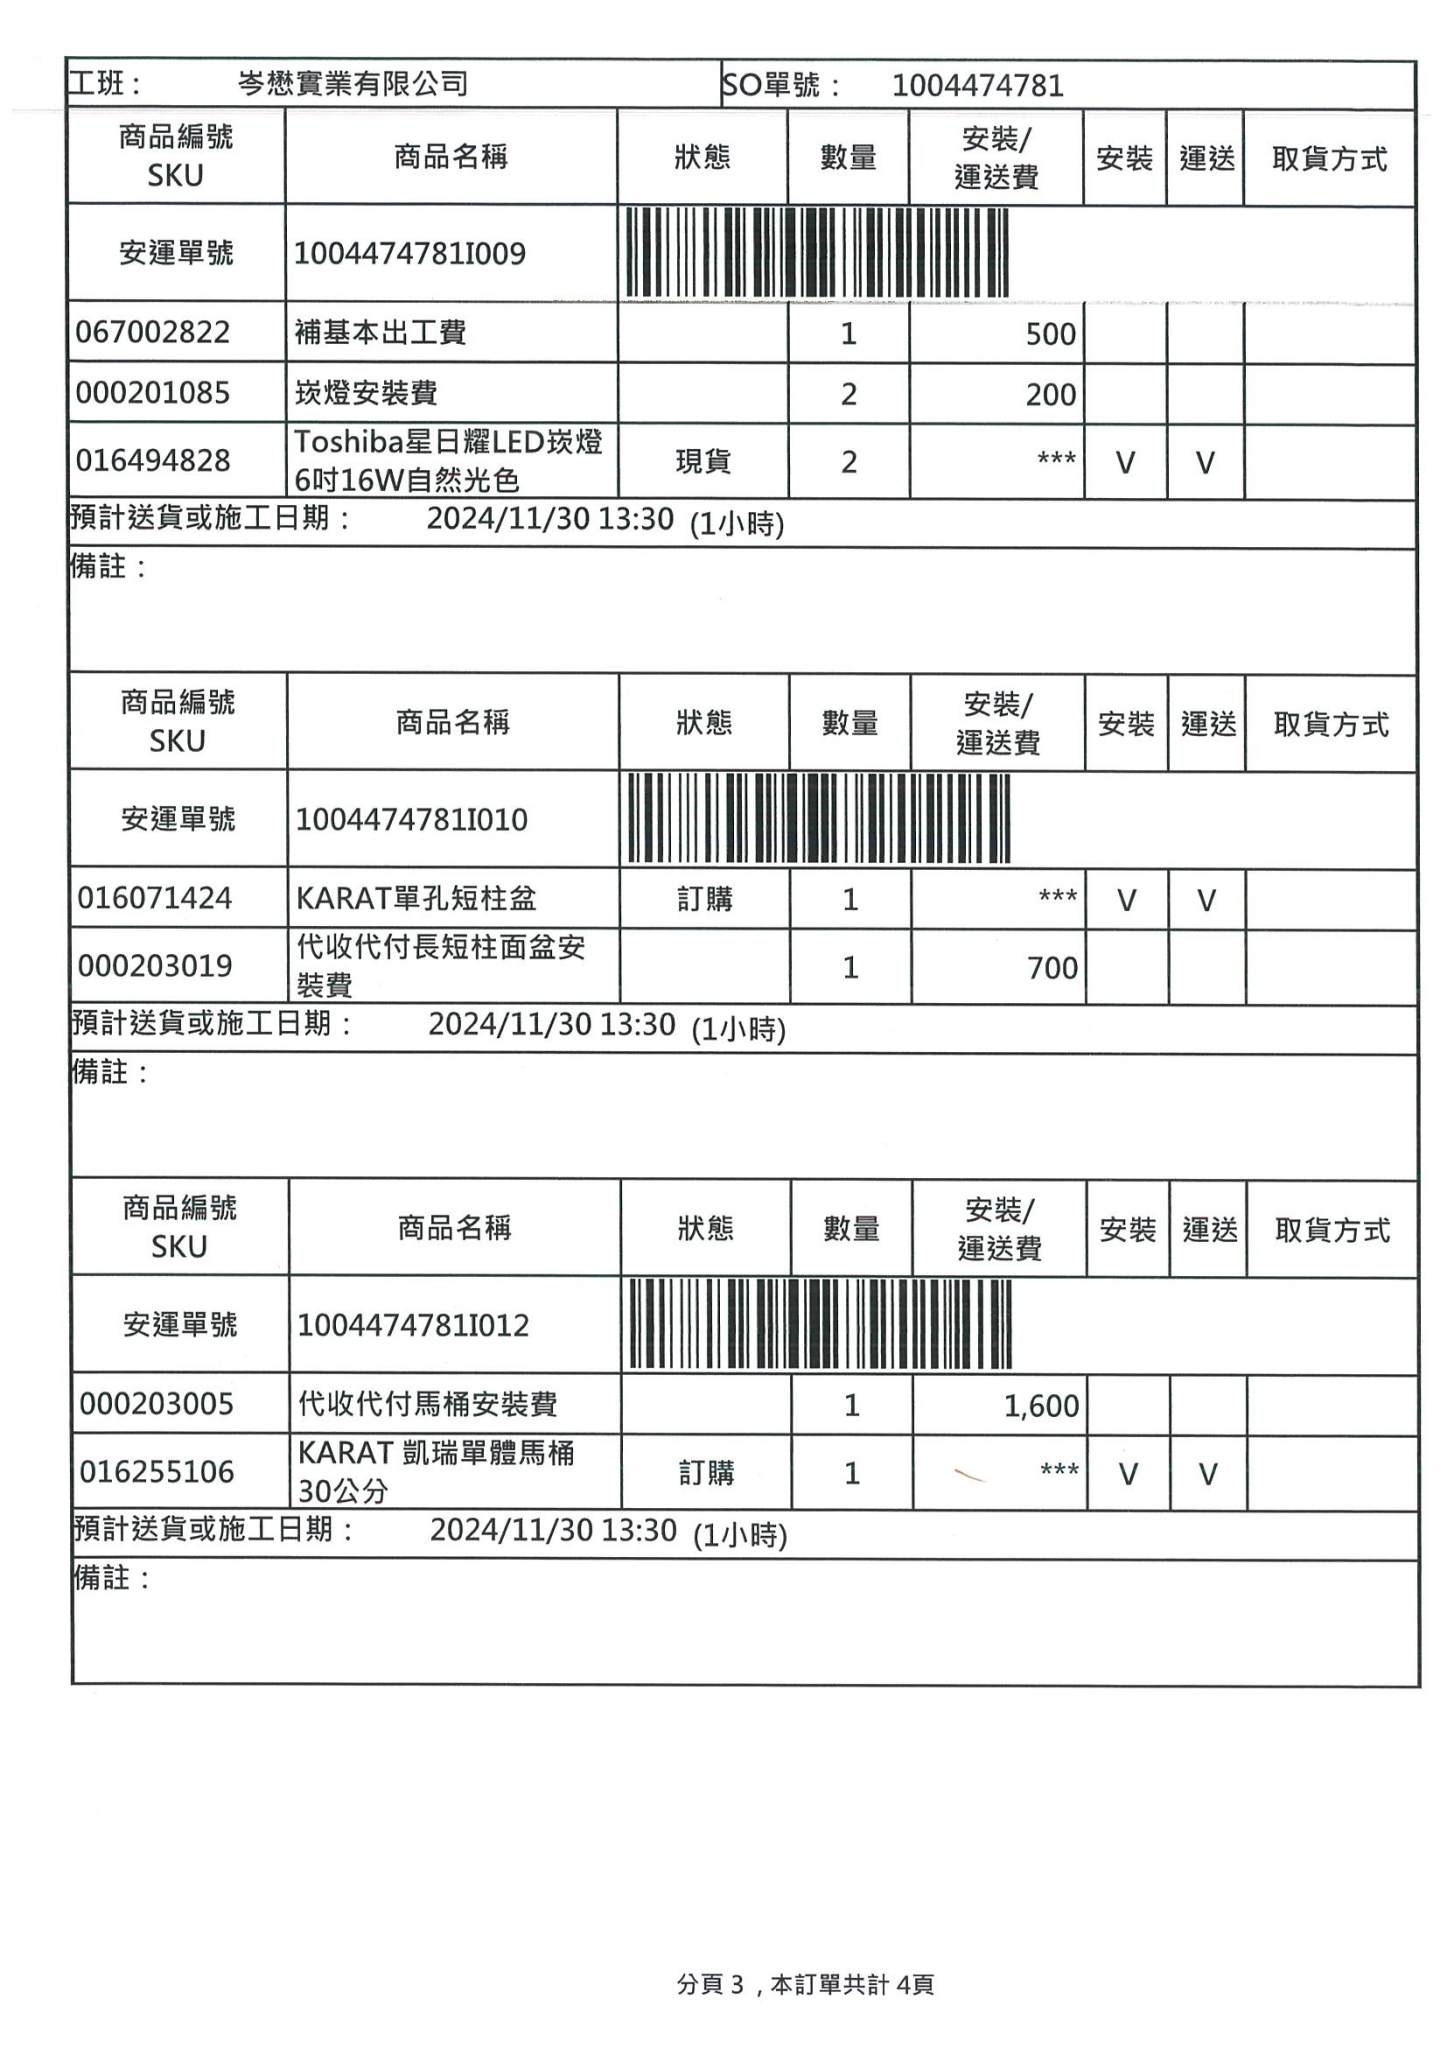 工班： 岑懋實業有限公司 SO單號： 1004474781
商品編號 SKU 商品名稱 狀態 數量 安裝/運送費 安裝 運送 取貨方式
安運單號 1004474781I009
067002822 補基本出工費 1 500
000201085 崁燈安裝費 2 200
016494828 Toshiba星日耀LED崁燈 6吋16W自然光色 現貨 2 *** V V
預計送貨或施工日期： 2024/11/30 13:30 (1小時)
備註：
商品編號 SKU 商品名稱 狀態 數量 安裝/運送費 安裝 運送 取貨方式
安運單號 1004474781I010
016071424 KARAT單孔短柱盆 訂購 1 *** V V
000203019 代收代付長短柱面盆安裝費 1 700
預計送貨或施工日期： 2024/11/30 13:30 (1小時)
備註：
商品編號 SKU 商品名稱 狀態 數量 安裝/運送費 安裝 運送 取貨方式
安運單號 1004474781I012
000203005 代收代付馬桶安裝費 1 1,600
016255106 KARAT 凱瑞單體馬桶 30公分 訂購 1 *** V V
預計送貨或施工日期： 2024/11/30 13:30 (1小時)
備註：
分頁 3 , 本訂單共計 4頁